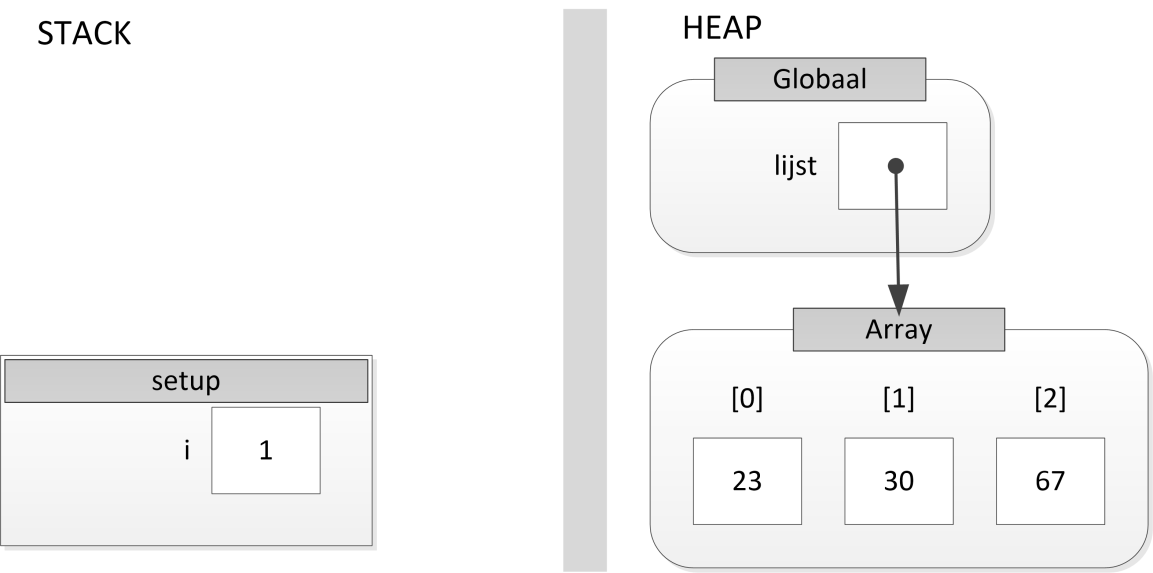 STACK
setup
i 1
HEAP
Globaal
lijst
Array
[0] [1] [2]
23 30 67